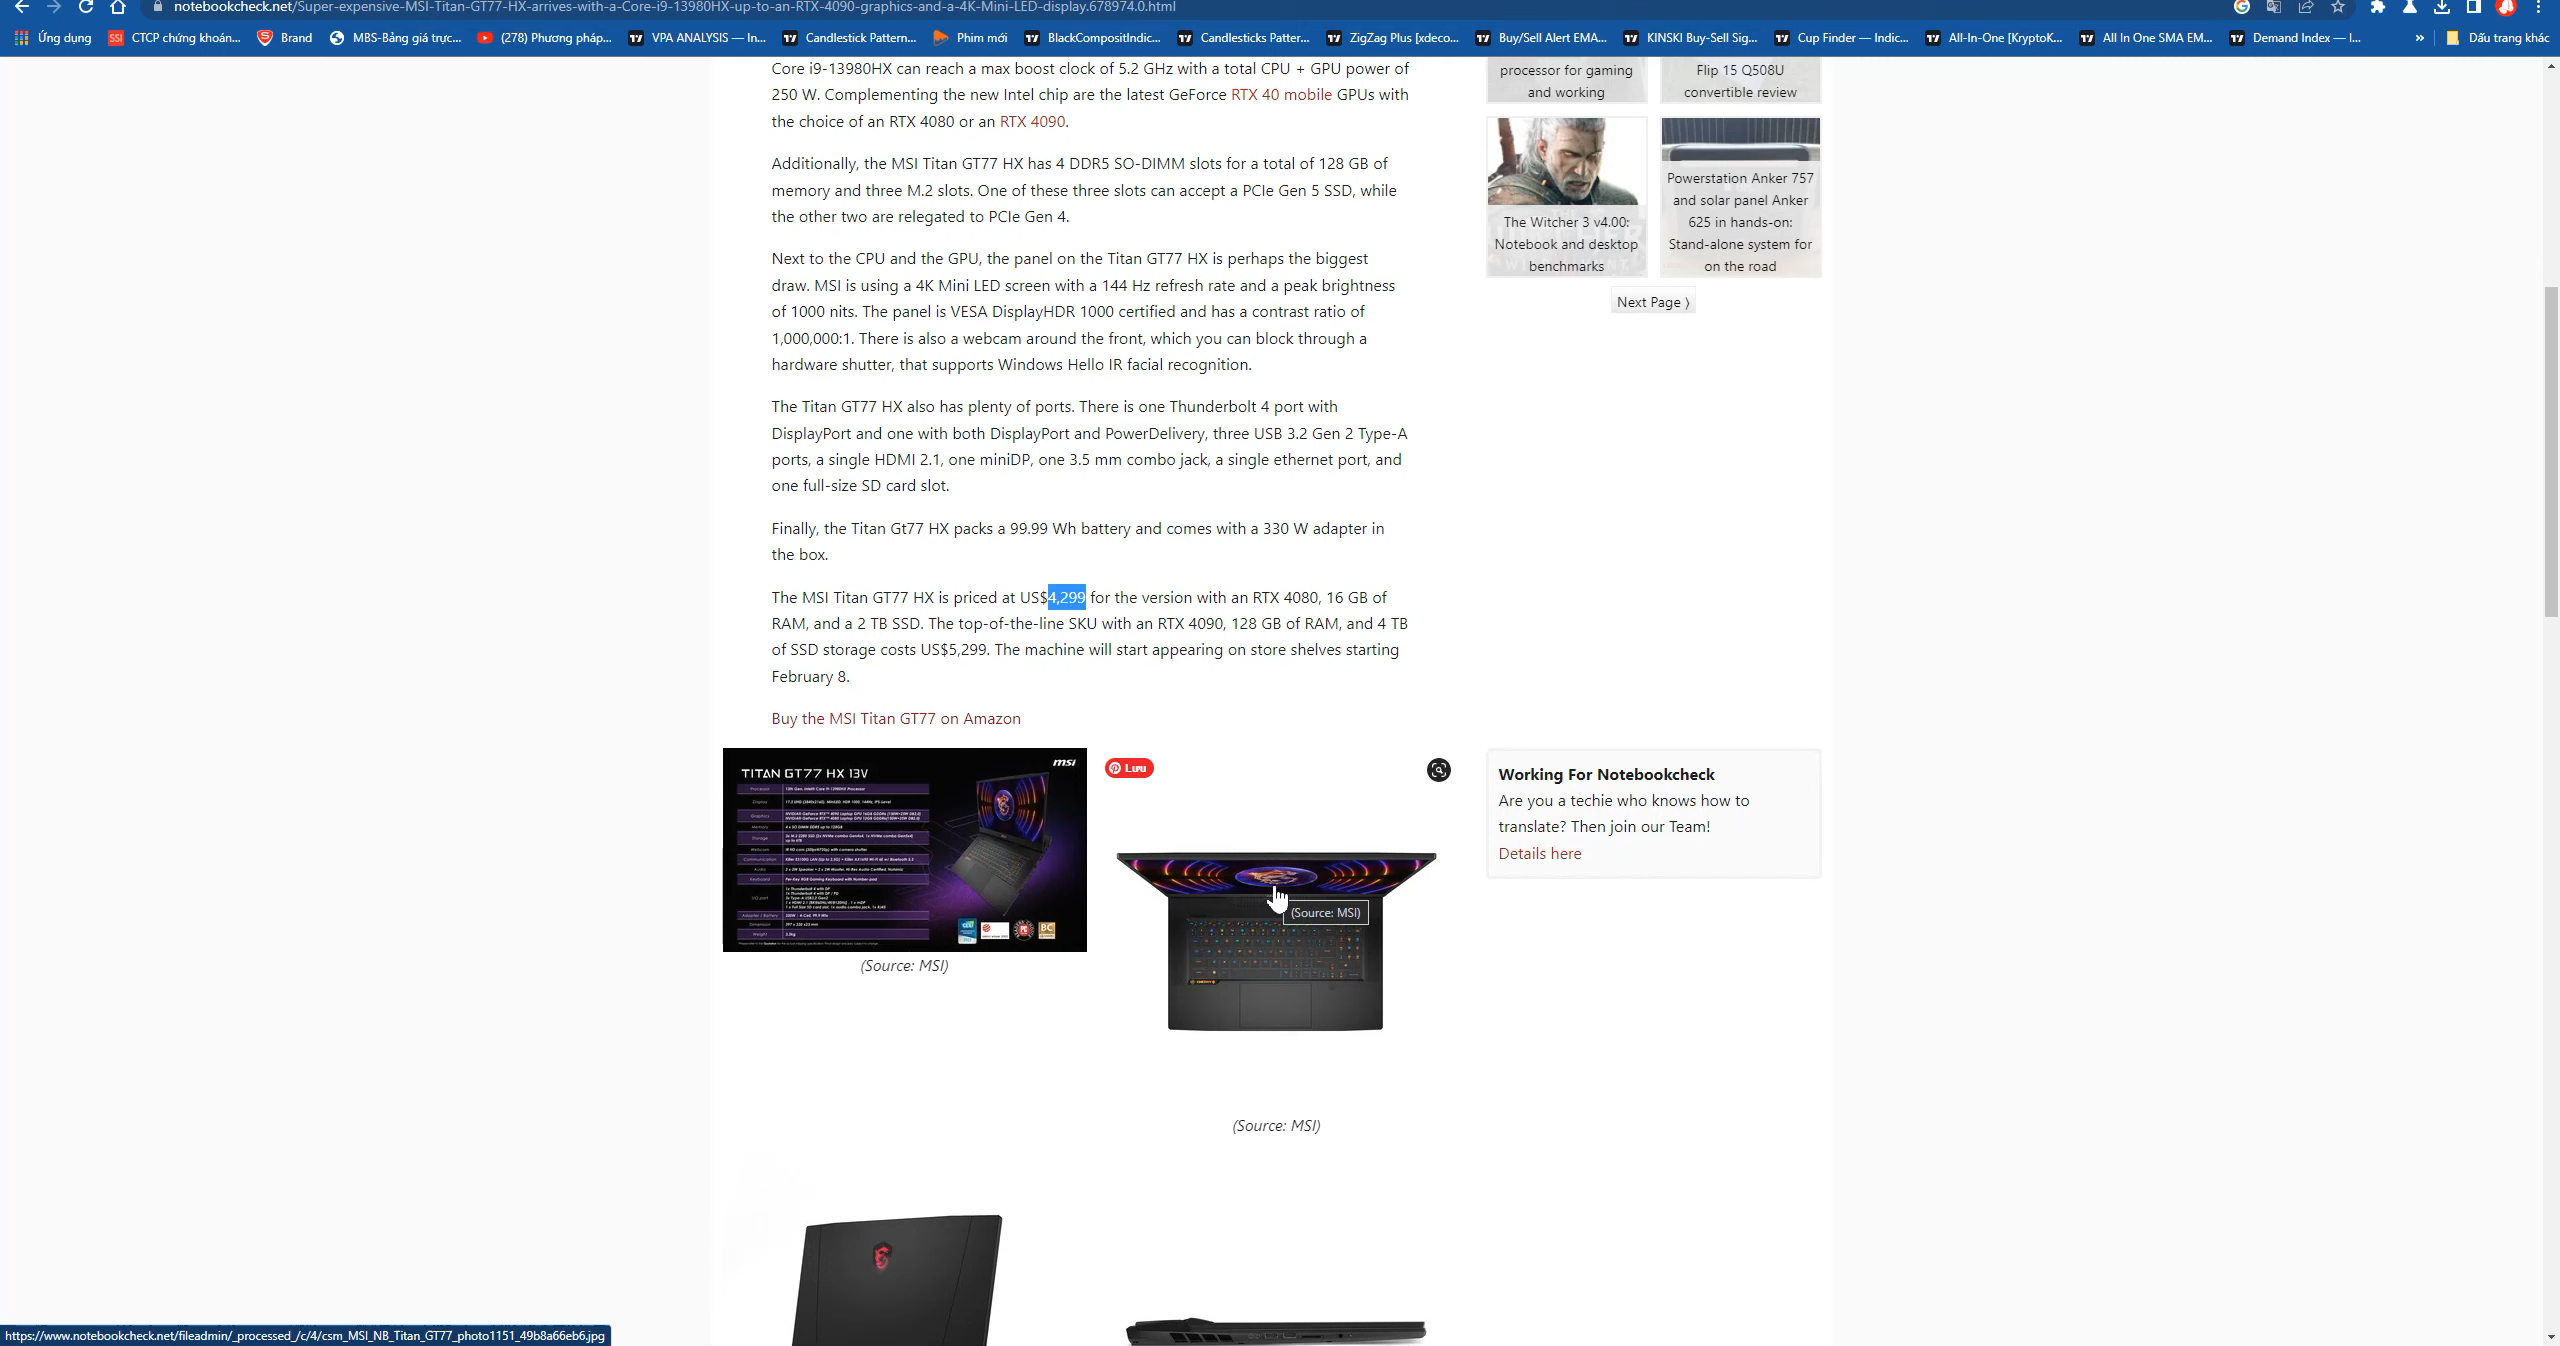 notebookcheck.net/Super-expensive-MSI-Titan-GT77-HX-arrives-with-a-Core-i9-13980HX-up-to-an-RTX-4090-graphics-and-a-4K-Mini-LED-display.678974.0.html
Ứng dụng CTCP chứng khoán... Brand MBS-Bảng giá trực... (278) Phương pháp... VPA ANALYSIS — In... Candlestick Pattern... Phim mới BlackCompositIndic... Candlesticks Patter... ZigZag Plus [xdeco... Buy/Sell Alert EMA... KINSKI Buy-Sell Sig... Cup Finder — Indic... All-In-One [KryptoK... All In One SMA EM... Demand Index — I... » Dấu trang khác
Core i9-13980HX can reach a max boost clock of 5.2 GHz with a total CPU + GPU power of
250 W. Complementing the new Intel chip are the latest GeForce RTX 40 mobile GPUs with
the choice of an RTX 4080 or an RTX 4090.
Additionally, the MSI Titan GT77 HX has 4 DDR5 SO-DIMM slots for a total of 128 GB of
memory and three M.2 slots. One of these three slots can accept a PCIe Gen 5 SSD, while
the other two are relegated to PCIe Gen 4.
Next to the CPU and the GPU, the panel on the Titan GT77 HX is perhaps the biggest
draw. MSI is using a 4K Mini LED screen with a 144 Hz refresh rate and a peak brightness
of 1000 nits. The panel is VESA DisplayHDR 1000 certified and has a contrast ratio of
1,000,000:1. There is also a webcam around the front, which you can block through a
hardware shutter, that supports Windows Hello IR facial recognition.
The Titan GT77 HX also has plenty of ports. There is one Thunderbolt 4 port with
DisplayPort and one with both DisplayPort and PowerDelivery, three USB 3.2 Gen 2 Type-A
ports, a single HDMI 2.1, one miniDP, one 3.5 mm combo jack, a single ethernet port, and
one full-size SD card slot.
Finally, the Titan Gt77 HX packs a 99.99 Wh battery and comes with a 330 W adapter in
the box.
The MSI Titan GT77 HX is priced at US$4,299 for the version with an RTX 4080, 16 GB of
RAM, and a 2 TB SSD. The top-of-the-line SKU with an RTX 4090, 128 GB of RAM, and 4 TB
of SSD storage costs US$5,299. The machine will start appearing on store shelves starting
February 8.
Buy the MSI Titan GT77 on Amazon
processor for gaming
and working
Flip 15 Q508U
convertible review
The Witcher 3 v4.00:
Notebook and desktop
benchmarks
Powerstation Anker 757
and solar panel Anker
625 in hands-on:
Stand-alone system for
on the road
Next Page ⟩
msi
TITAN GT77 HX 13V
Processor
Display
Graphics
Memory
Storage
Webcam
Communication
Audio
Keyboard
I/O port
Adapter / Battery
Dimension
Weight
(Source: MSI)
Lưu
(Source: MSI)
(Source: MSI)
Working For Notebookcheck
Are you a techie who knows how to
translate? Then join our Team!
Details here
https://www.notebookcheck.net/fileadmin/_processed_/c/4/csm_MSI_NB_Titan_GT77_photo1151_49b8a66eb6.jpg